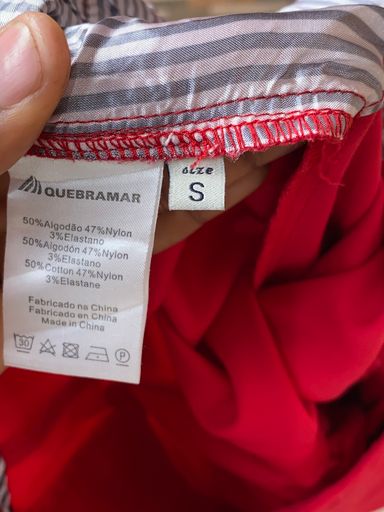 QUEBRAMAR
size
S
50%Algodão 47%Nylon
3%Elastano
50%Algodón 47%Nylon
3%Elastano
50%Cotton 47%Nylon
3%Elastane
Fabricado na China
Fabricado en China
Made in China
30
P